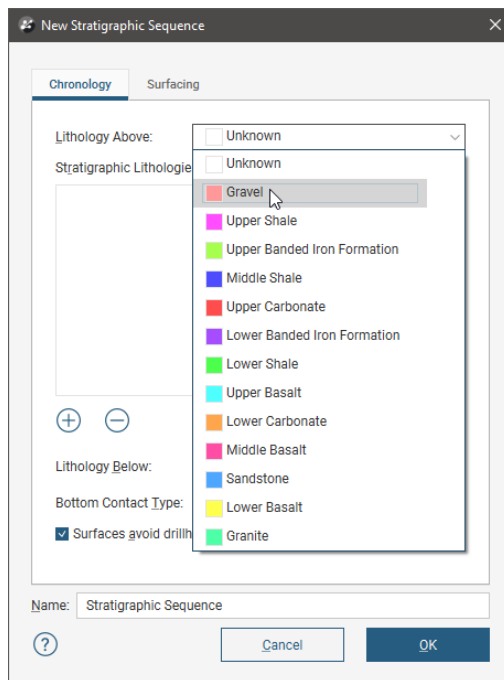 New Stratigraphic Sequence
Chronology Surfacing
Lithology Above: Unknown
Stratigraphic Lithologie
Unknown
Gravel
Upper Shale
Upper Banded Iron Formation
Middle Shale
Upper Carbonate
Lower Banded Iron Formation
Lower Shale
Upper Basalt
Lower Carbonate
Middle Basalt
Sandstone
Lower Basalt
Granite
Lithology Below:
Bottom Contact Type:
Surfaces avoid drillh
Name: Stratigraphic Sequence
? Cancel OK